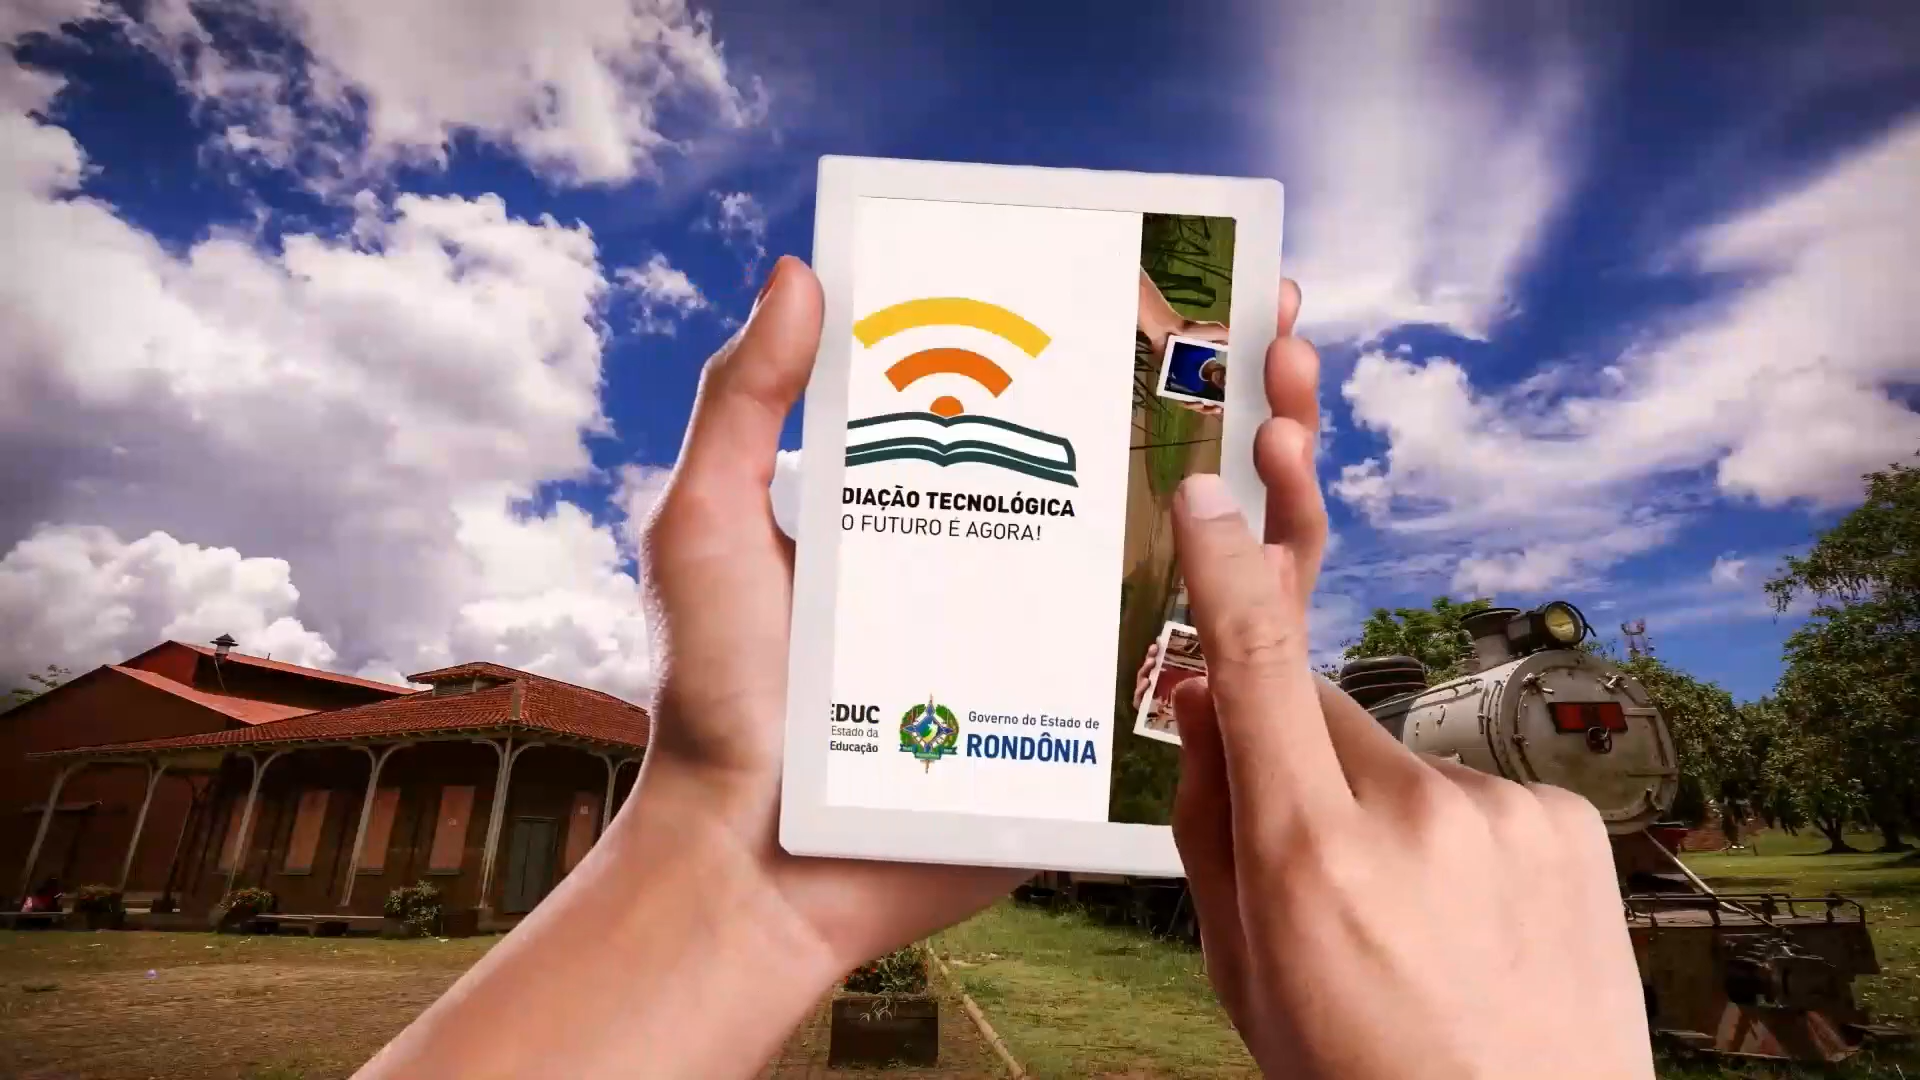 DIAÇÃO TECNOLÓGICA
O FUTURO É AGORA!
EDUC
Estado da
Educação
Governo do Estado de
RONDÔNIA